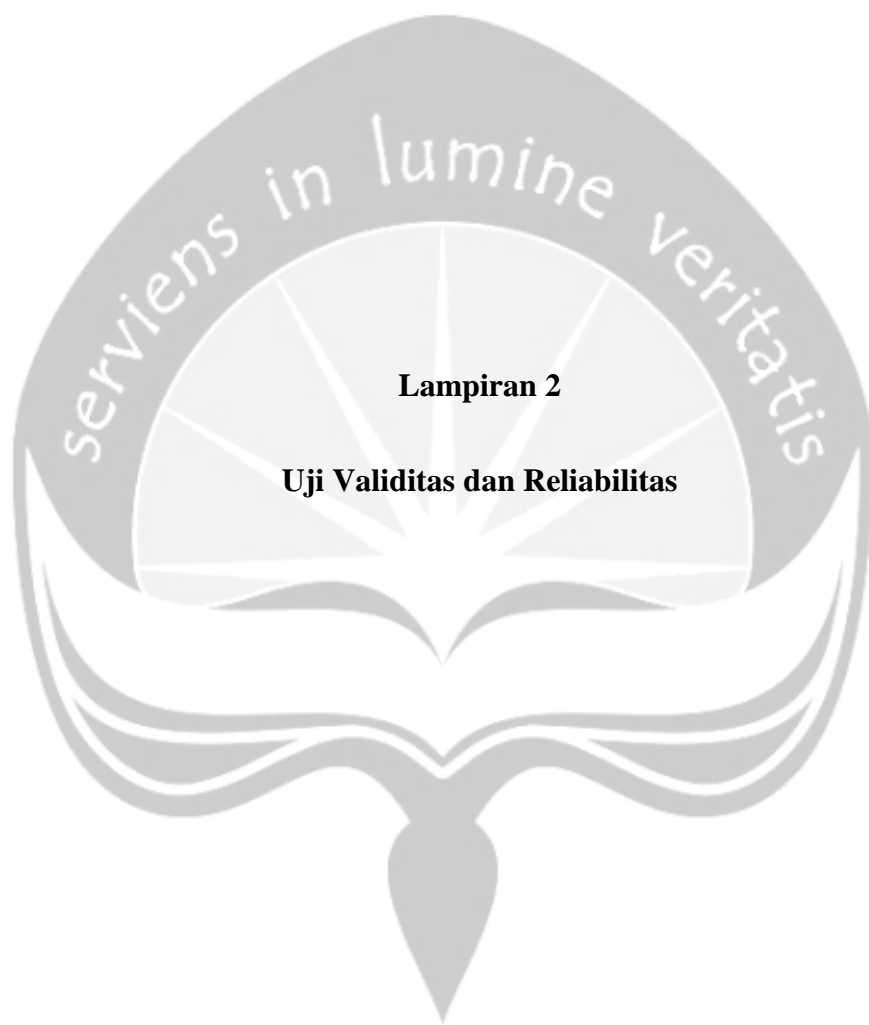 serviens in lumine veritatis
Lampiran 2
Uji Validitas dan Reliabilitas